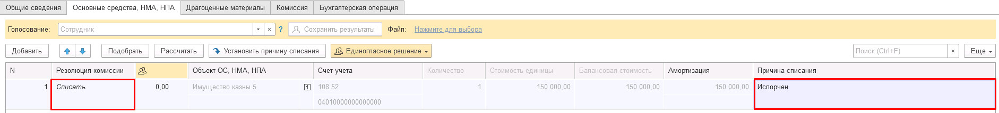 Общие сведения Основные средства, НМА, НПА Драгоценные материалы Комиссия Бухгалтерская операция
Голосование: Сотрудник ? Сохранить результаты Файл: Нажмите для выбора
Добавить Подобрать Рассчитать Установить причину списания Единогласное решение Поиск (Ctrl+F) × Еще
N Резолюция комиссии Объект ОС, НМА, НПА Счет учета Количество Стоимость единицы Балансовая стоимость Амортизация Причина списания
1 Списать 0,00 Имущество казны 5 1 108.52 1 150 000,00 150 000,00 150 000,00 Испорчен
04010000000000000